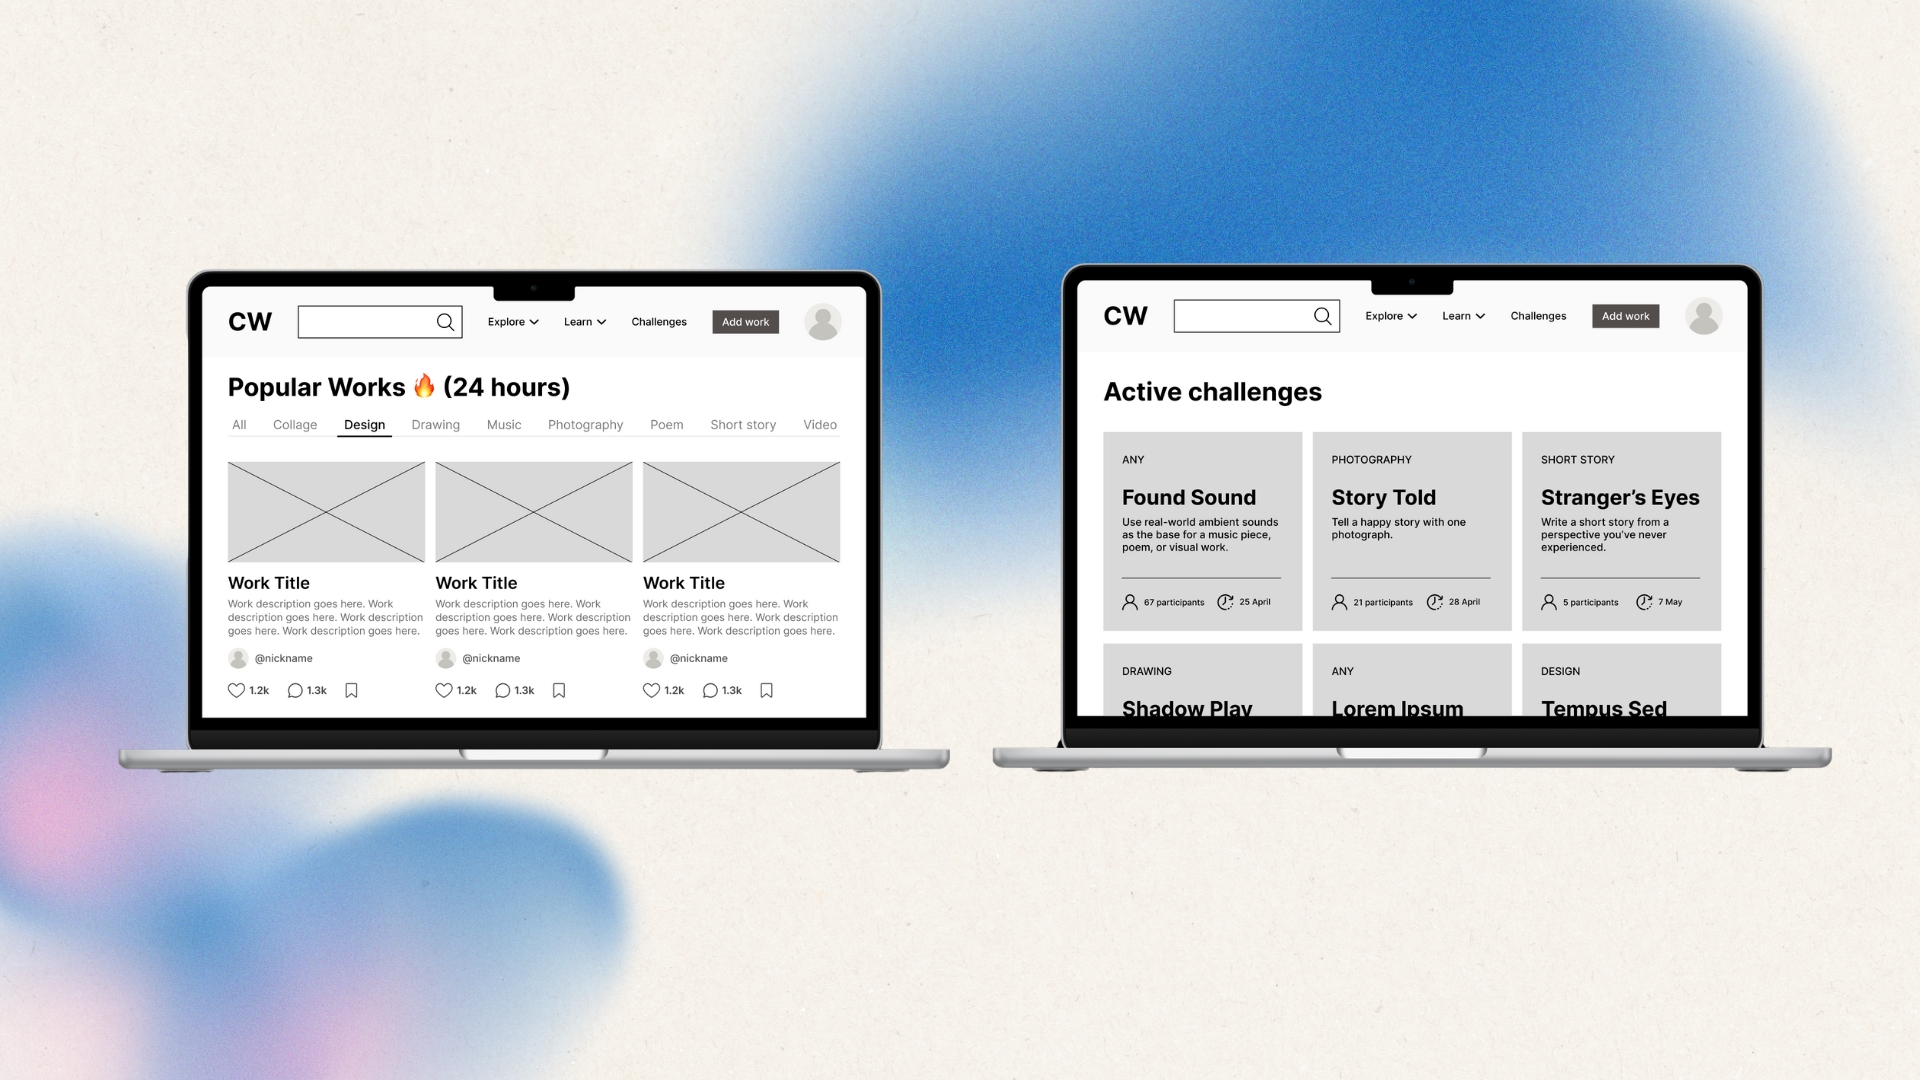 CW
Explore
Learn
Challenges
Add work
Popular Works 🔥 (24 hours)
All Collage Design Drawing Music Photography Poem Short story Video
Work Title
Work description goes here. Work
description goes here. Work description
goes here. Work description goes here.
@nickname
1.2k 1.3k
Work Title
Work description goes here. Work
description goes here. Work description
goes here. Work description goes here.
@nickname
1.2k 1.3k
Work Title
Work description goes here. Work
description goes here. Work description
goes here. Work description goes here.
@nickname
1.2k 1.3k
CW
Explore
Learn
Challenges
Add work
Active challenges
ANY
Found Sound
Use real-world ambient sounds
as the base for a music piece,
poem, or visual work.
67 participants 25 April
PHOTOGRAPHY
Story Told
Tell a happy story with one
photograph.
21 participants 28 April
SHORT STORY
Stranger’s Eyes
Write a short story from a
perspective you’ve never
experienced.
5 participants 7 May
DRAWING
Shadow Play
ANY
Lorem Ipsum
DESIGN
Tempus Sed